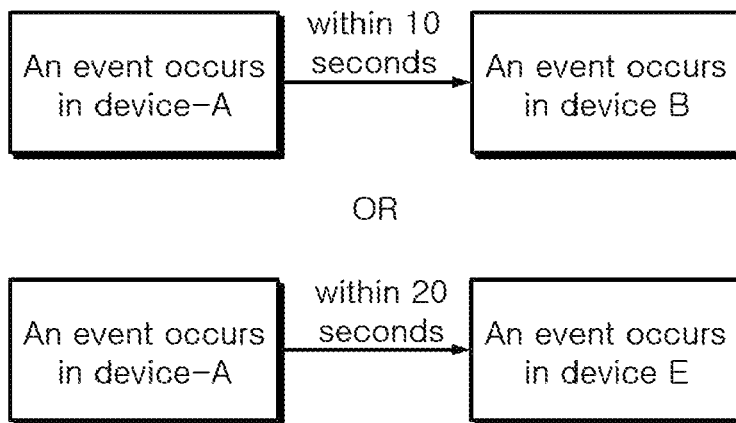 An event occurs
in device-A
within 10
seconds
An event occurs
in device B
OR
An event occurs
in device-A
within 20
seconds
An event occurs
in device E